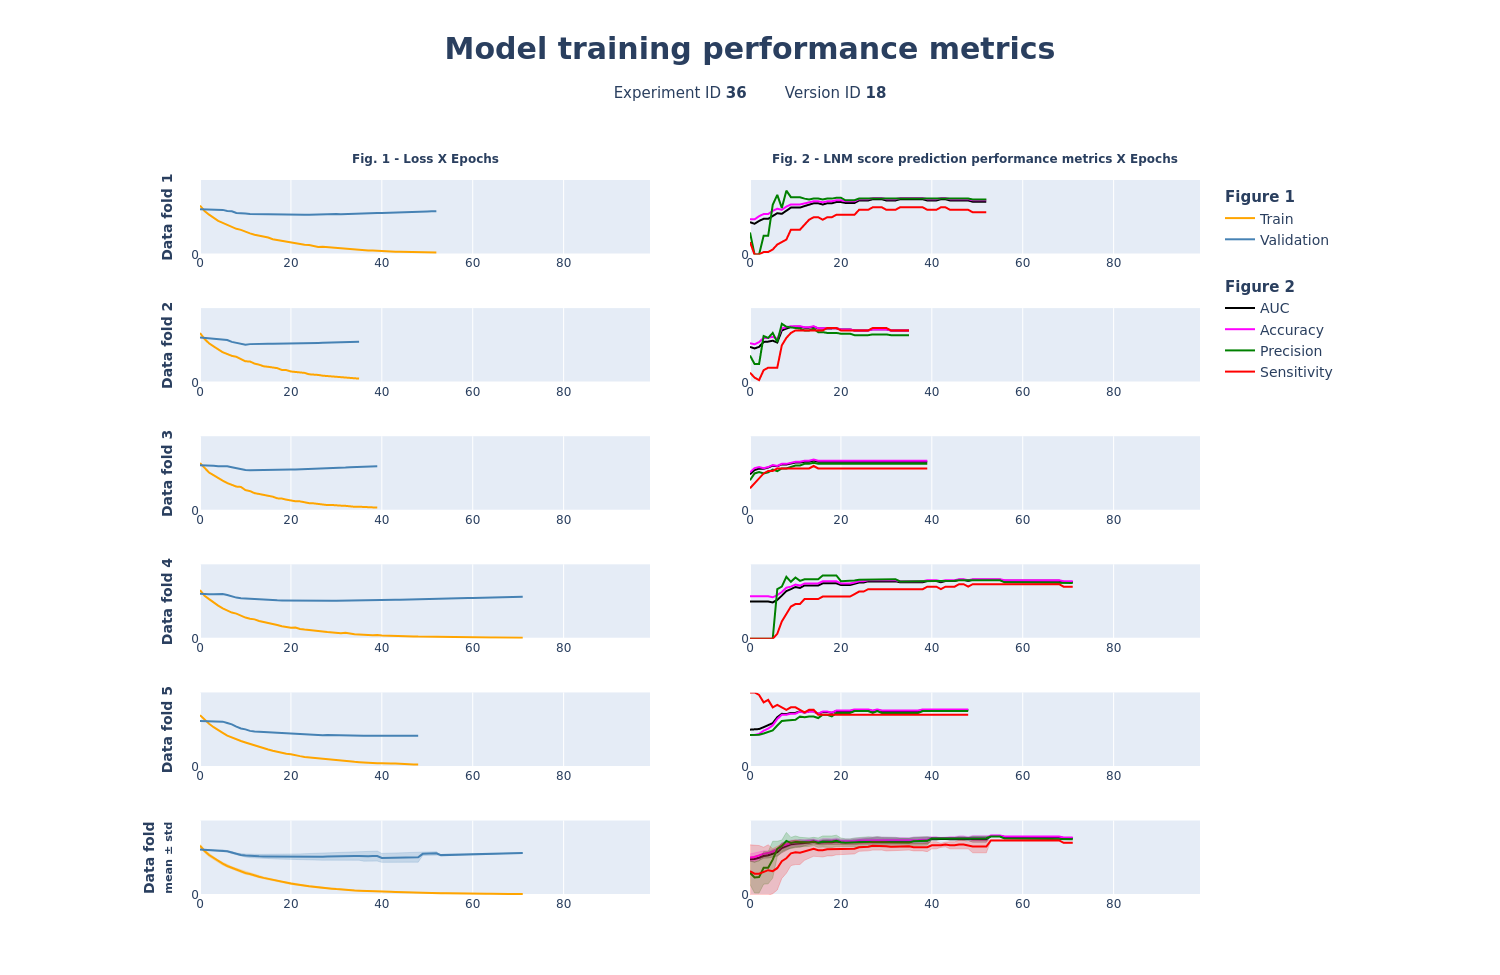 Model training performance metrics
Experiment ID 36 Version ID 18
Fig. 1 - Loss X Epochs
Fig. 2 - LNM score prediction performance metrics X Epochs
Data fold 1
0
0 20 40 60 80
0
0 20 40 60 80
Data fold 2
0
0 20 40 60 80
0
0 20 40 60 80
Data fold 3
0
0 20 40 60 80
0
0 20 40 60 80
Data fold 4
0
0 20 40 60 80
0
0 20 40 60 80
Data fold 5
0
0 20 40 60 80
0
0 20 40 60 80
Data fold
mean ± std
0
0 20 40 60 80
0
0 20 40 60 80
Figure 1
Train
Validation
Figure 2
AUC
Accuracy
Precision
Sensitivity